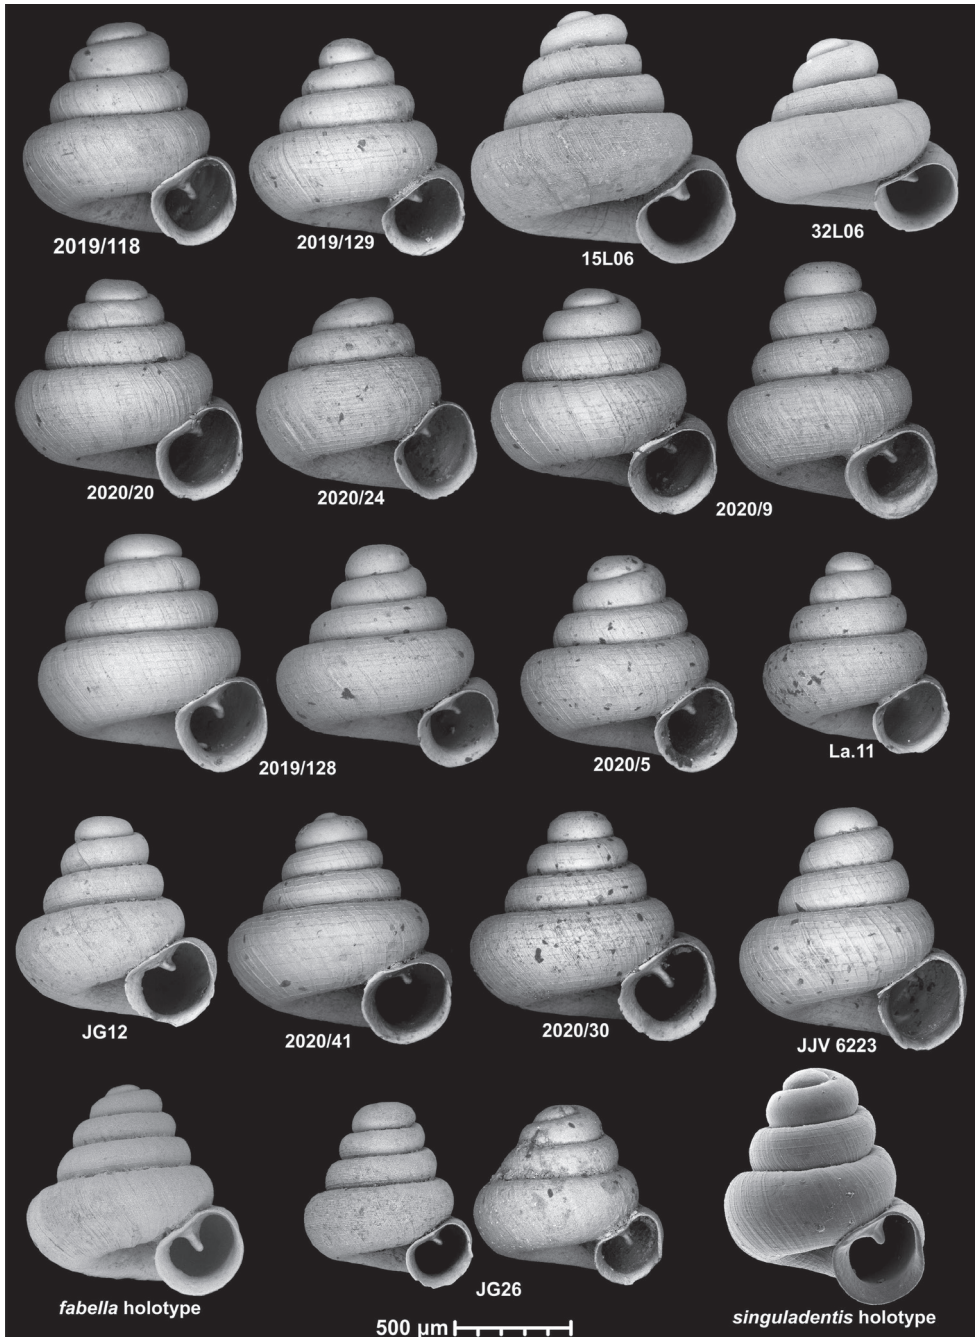 2019/118
2019/129
15L06
32L06
2020/20
2020/24
2020/9
2019/128
2020/5
La.11
JG12
2020/41
2020/30
JJV 6223
fabella holotype
JG26
singuladentis holotype
500 µm